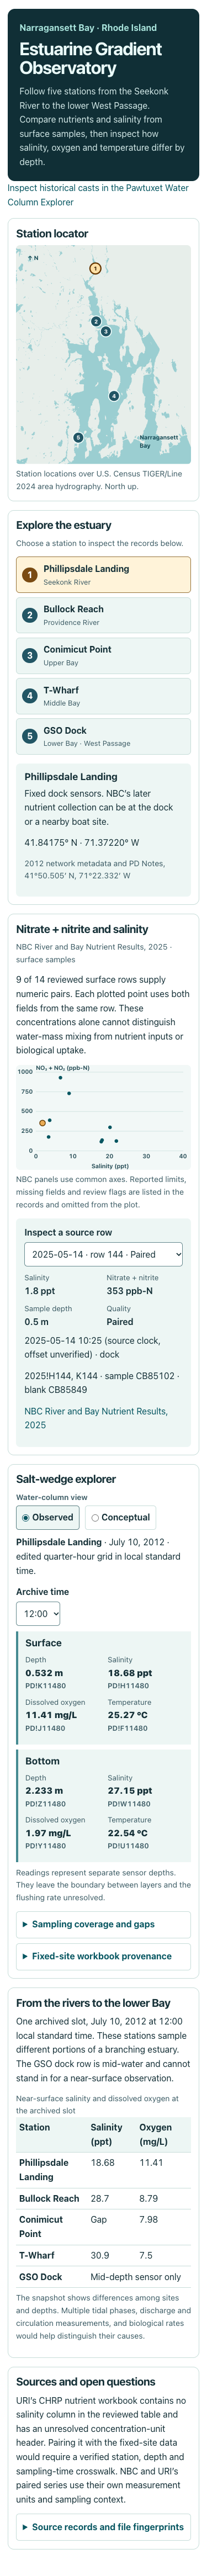 Narragansett Bay · Rhode Island
Estuarine Gradient
Observatory
Follow five stations from the Seekonk
River to the lower West Passage.
Compare nutrients and salinity from
surface samples, then inspect how
salinity, oxygen and temperature differ by
depth.
Inspect historical casts in the Pawtuxet Water
Column Explorer
Station locator
↑ N
1
2
3
4
5
Narragansett
Bay
Station locations over U.S. Census TIGER/Line
2024 area hydrography. North up.
Explore the estuary
Choose a station to inspect the records below.
1 Phillipsdale Landing
Seekonk River
2 Bullock Reach
Providence River
3 Conimicut Point
Upper Bay
4 T-Wharf
Middle Bay
5 GSO Dock
Lower Bay · West Passage
Phillipsdale Landing
Fixed dock sensors. NBC's later
nutrient collection can be at the dock
or a nearby boat site.
41.84175° N · 71.37220° W
2012 network metadata and PD Notes,
41°50.505′ N, 71°22.332′ W
Nitrate + nitrite and salinity
NBC River and Bay Nutrient Results, 2025 ·
surface samples
9 of 14 reviewed surface rows supply
numeric pairs. Each plotted point uses both
fields from the same row. These
concentrations alone cannot distinguish
water-mass mixing from nutrient inputs or
biological uptake.
NO₂ + NO₃ (ppb-N)
1000
750
500
250
0
0 10 20 30 40
Salinity (ppt)
NBC panels use common axes. Reported limits,
missing fields and review flags are listed in the
records and omitted from the plot.
Inspect a source row
2025-05-14 · row 144 · Paired
Salinity Nitrate + nitrite
1.8 ppt 353 ppb-N
Sample depth Quality
0.5 m Paired
2025-05-14 10:25 (source clock,
offset unverified) · dock
2025!H144, K144 · sample CB85102 ·
blank CB85849
NBC River and Bay Nutrient Results,
2025
Salt-wedge explorer
Water-column view
Observed Conceptual
Phillipsdale Landing · July 10, 2012 ·
edited quarter-hour grid in local standard
time.
Archive time
12:00
Surface
Depth Salinity
0.532 m 18.68 ppt
PD!K11480 PD!H11480
Dissolved oxygen Temperature
11.41 mg/L 25.27 °C
PD!J11480 PD!F11480
Bottom
Depth Salinity
2.233 m 27.15 ppt
PD!Z11480 PD!W11480
Dissolved oxygen Temperature
1.97 mg/L 22.54 °C
PD!Y11480 PD!U11480
Readings represent separate sensor depths.
They leave the boundary between layers and the
flushing rate unresolved.
▶ Sampling coverage and gaps
▶ Fixed-site workbook provenance
From the rivers to the lower Bay
One archived slot, July 10, 2012 at 12:00
local standard time. These stations sample
different portions of a branching estuary.
The GSO dock row is mid-water and cannot
stand in for a near-surface observation.
Near-surface salinity and dissolved oxygen at
the archived slot
Station Salinity (ppt) Oxygen (mg/L)
Phillipsdale Landing 18.68 11.41
Bullock Reach 28.7 8.79
Conimicut Point Gap 7.98
T-Wharf 30.9 7.5
GSO Dock Mid-depth sensor only
The snapshot shows differences among sites
and depths. Multiple tidal phases, discharge and
circulation measurements, and biological rates
would help distinguish their causes.
Sources and open questions
URI's CHRP nutrient workbook contains no
salinity column in the reviewed table and
has an unresolved concentration-unit
header. Pairing it with the fixed-site data
would require a verified station, depth and
sampling-time crosswalk. NBC and URI's
paired series use their own measurement
units and sampling context.
▶ Source records and file fingerprints